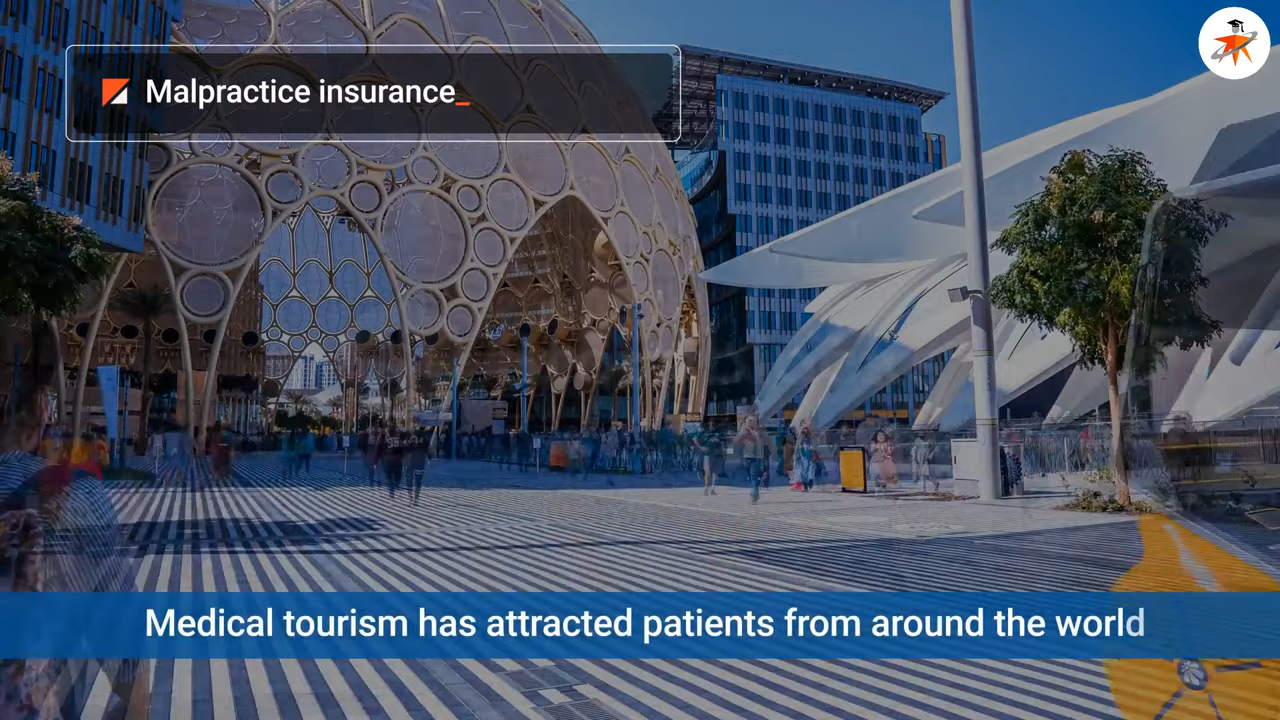 Malpractice insurance_
Medical tourism has attracted patients from around the world